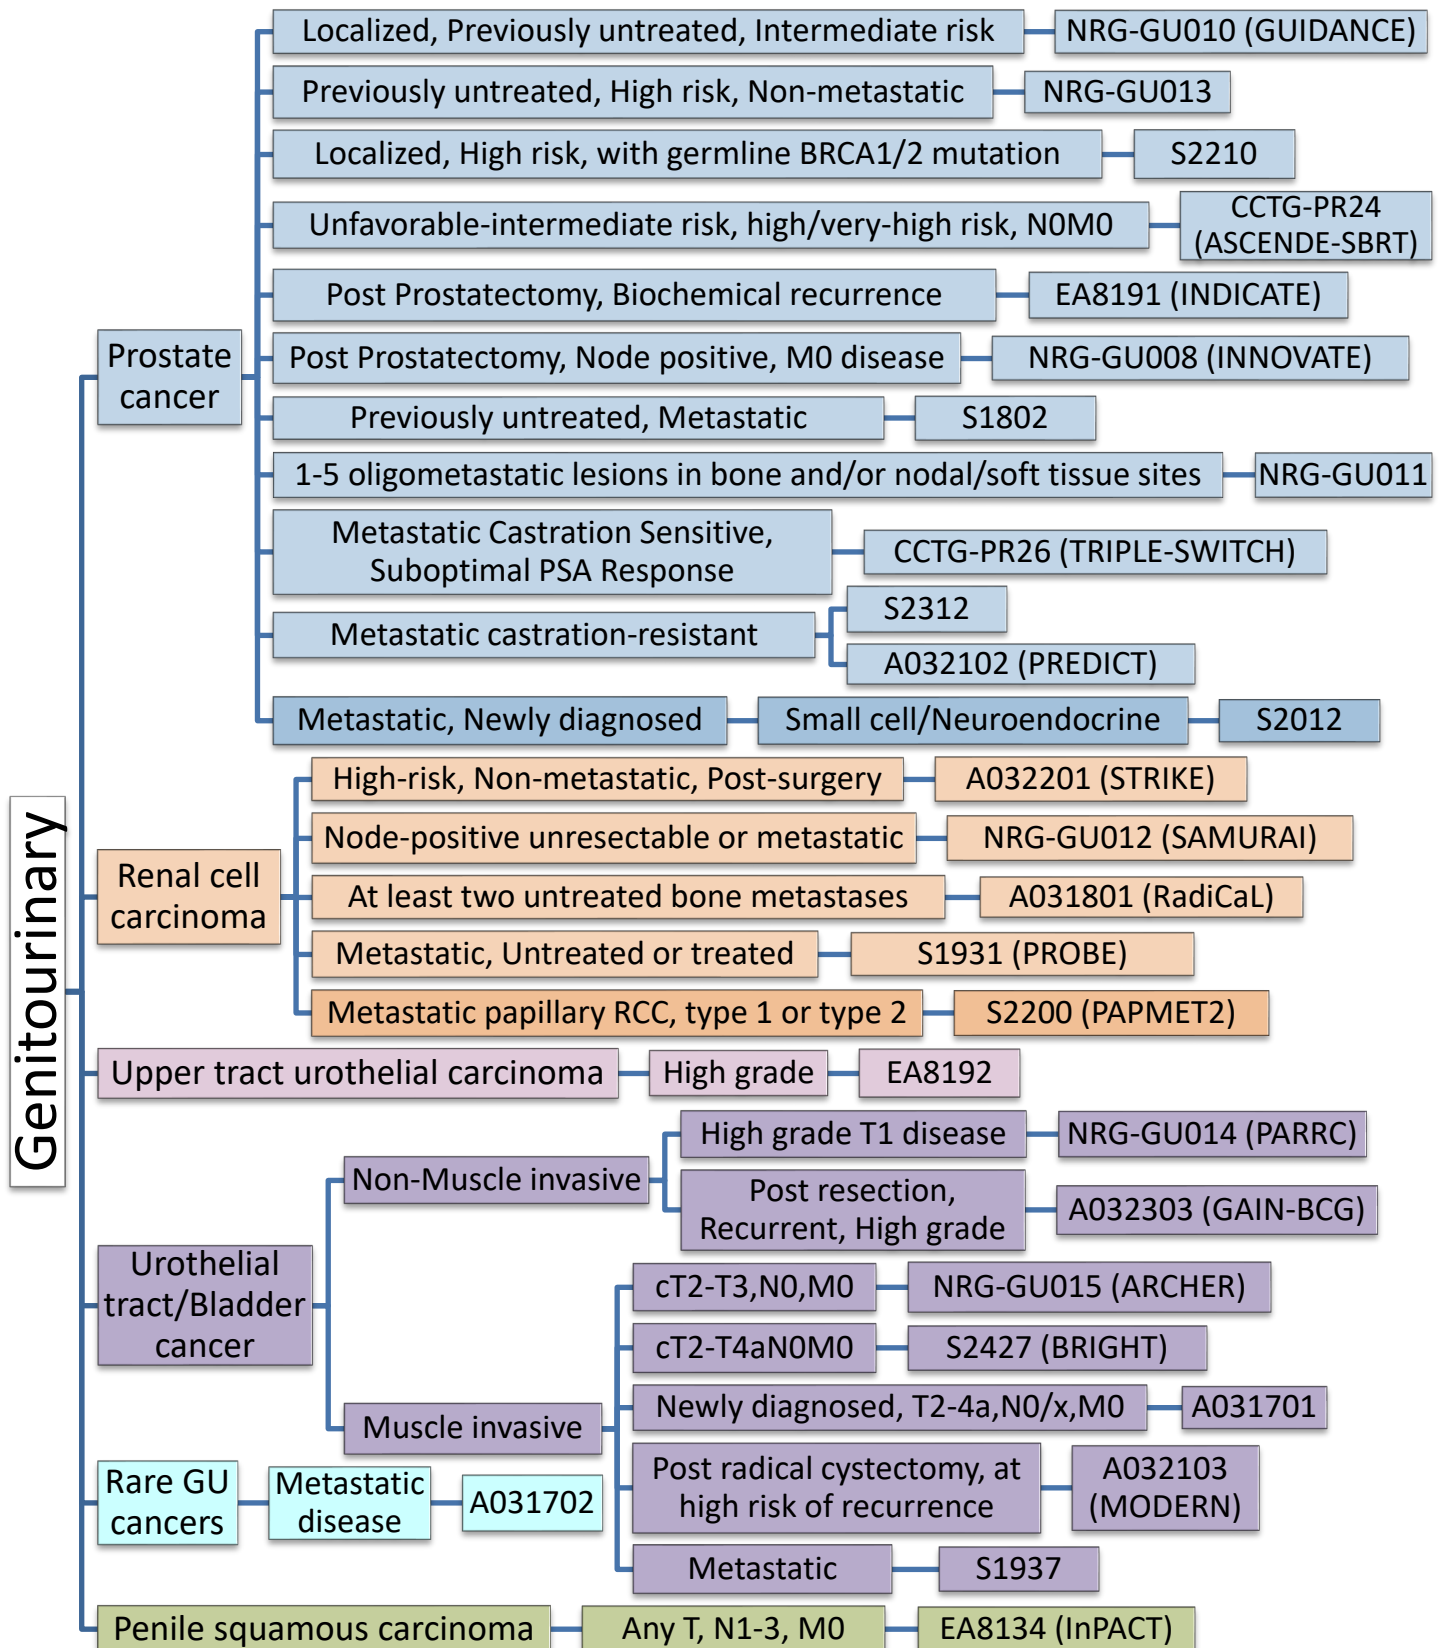 Genitourinary
Prostate
cancer
Localized, Previously untreated, Intermediate risk
NRG-GU010 (GUIDANCE)
Previously untreated, High risk, Non-metastatic
NRG-GU013
Localized, High risk, with germline BRCA1/2 mutation
S2210
Unfavorable-intermediate risk, high/very-high risk, N0M0
CCTG-PR24
(ASCENDE-SBRT)
Post Prostatectomy, Biochemical recurrence
EA8191 (INDICATE)
Post Prostatectomy, Node positive, M0 disease
NRG-GU008 (INNOVATE)
Previously untreated, Metastatic
S1802
1-5 oligometastatic lesions in bone and/or nodal/soft tissue sites
NRG-GU011
Metastatic Castration Sensitive,
Suboptimal PSA Response
CCTG-PR26 (TRIPLE-SWITCH)
Metastatic castration-resistant
S2312
A032102 (PREDICT)
Metastatic, Newly diagnosed
Small cell/Neuroendocrine
S2012
Renal cell
carcinoma
High-risk, Non-metastatic, Post-surgery
A032201 (STRIKE)
Node-positive unresectable or metastatic
NRG-GU012 (SAMURAI)
At least two untreated bone metastases
A031801 (RadiCaL)
Metastatic, Untreated or treated
S1931 (PROBE)
Metastatic papillary RCC, type 1 or type 2
S2200 (PAPMET2)
Upper tract urothelial carcinoma
High grade
EA8192
Urothelial
tract/Bladder
cancer
Non-Muscle invasive
High grade T1 disease
NRG-GU014 (PARRC)
Post resection,
Recurrent, High grade
A032303 (GAIN-BCG)
Muscle invasive
cT2-T3,N0,M0
NRG-GU015 (ARCHER)
cT2-T4aN0M0
S2427 (BRIGHT)
Newly diagnosed, T2-4a,N0/x,M0
A031701
Post radical cystectomy, at
high risk of recurrence
A032103
(MODERN)
Metastatic
S1937
Rare GU
cancers
Metastatic
disease
A031702
Penile squamous carcinoma
Any T, N1-3, M0
EA8134 (InPACT)